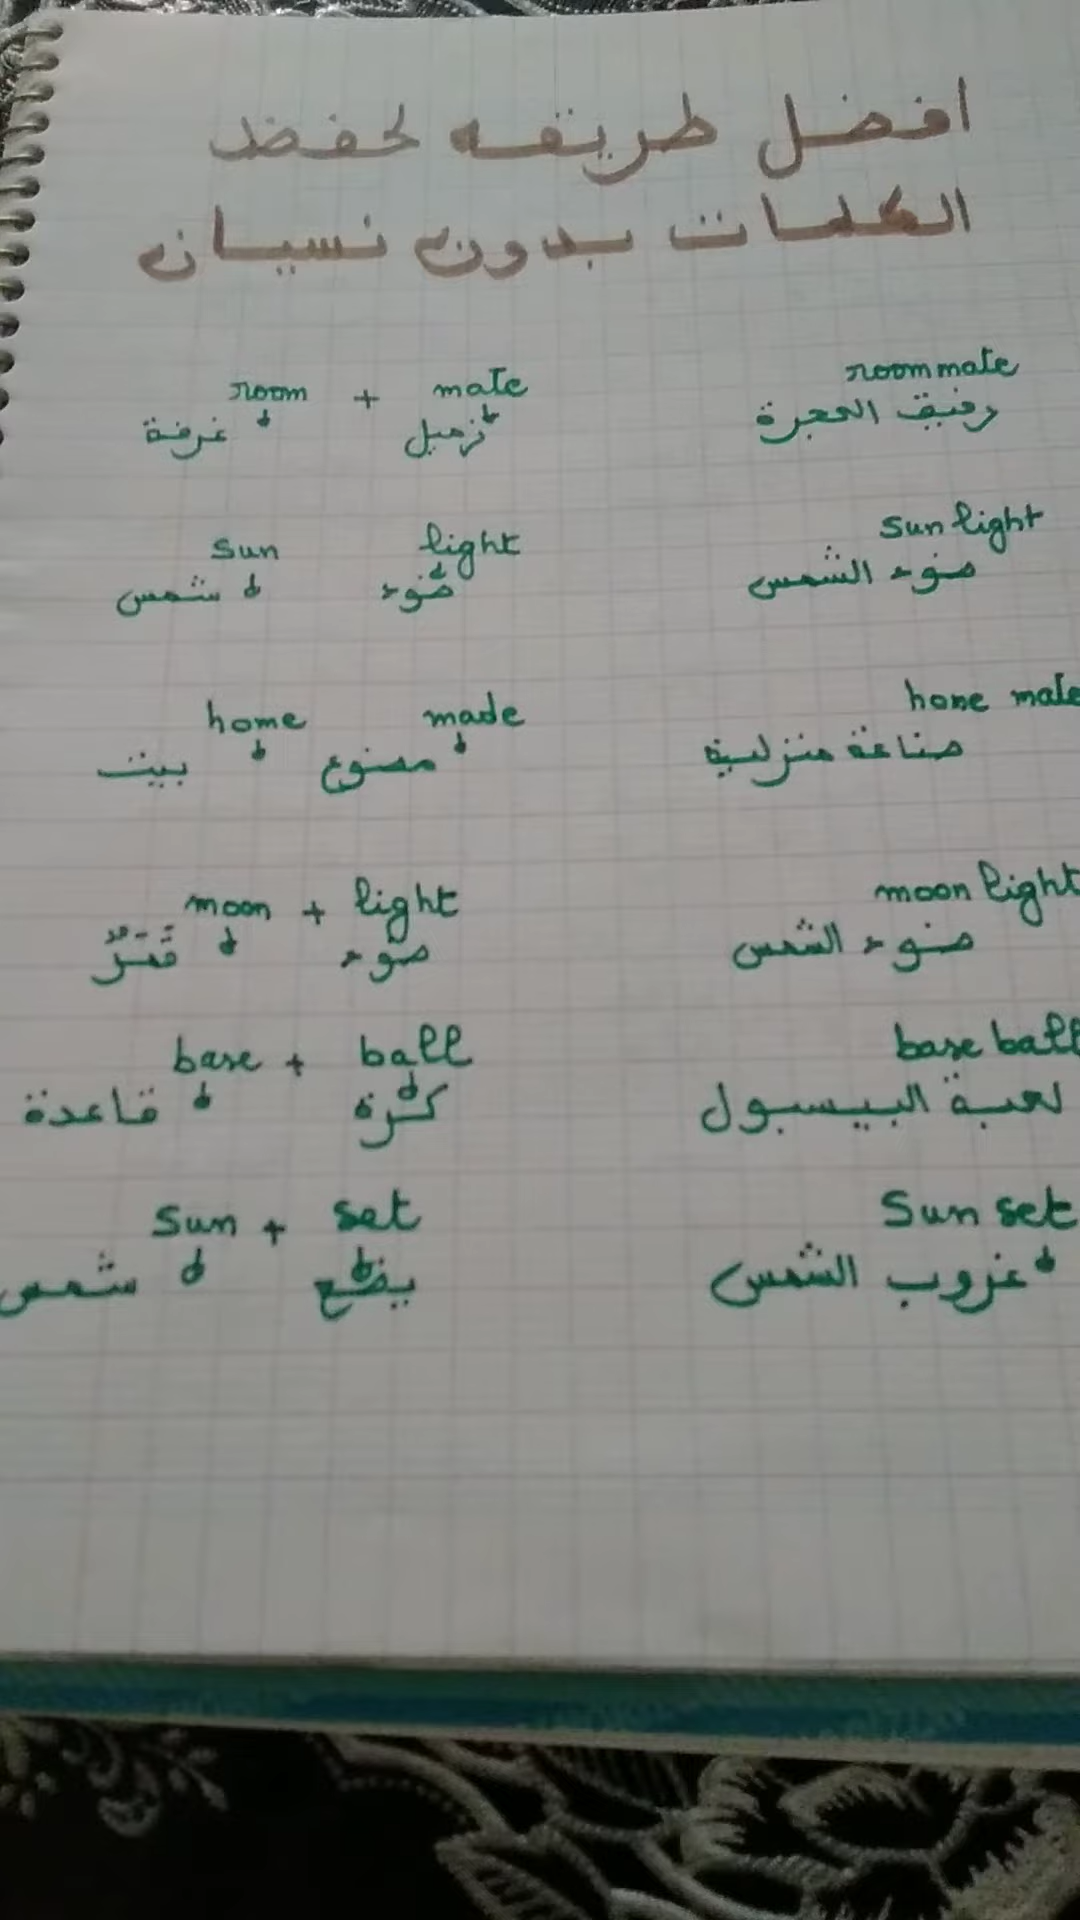 افضل طريقه لحفظ
الكلمات بدون نسيان
room + mate roommate
غرفة زميل رفيق الحجرة
sun light sun light
شمس ضوء ضوء الشمس
home made home made
بيت مصنوع صناعة منزلية
moon + light moon light
قَمَرٌ ضوء ضوء الشمس
base + ball base ball
قاعدة كرة لعبة البيسبول
sun + set Sun set
شمس يضع غروب الشمس